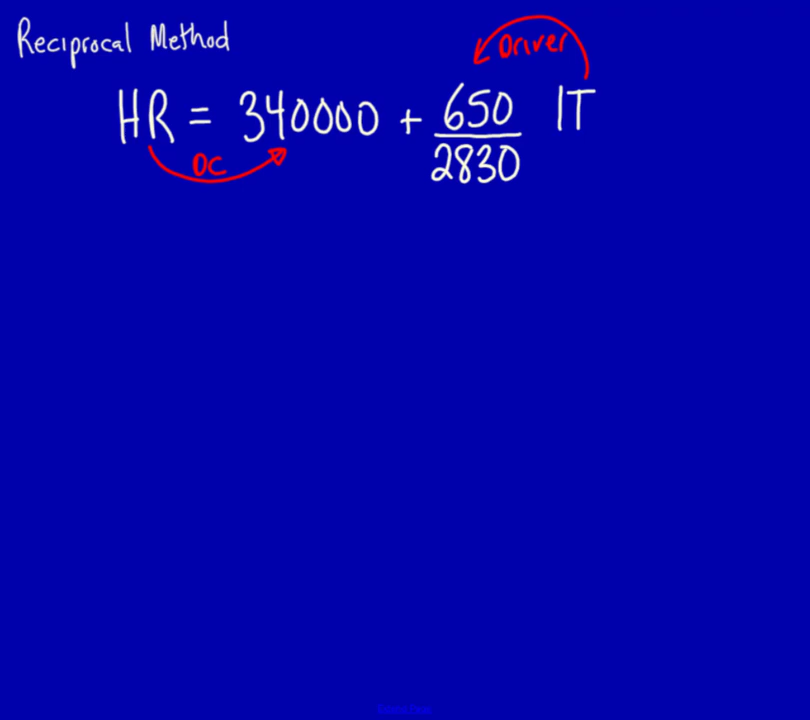 Reciprocal Method
Driver
HR = 340000 + 650/2830 IT
OC